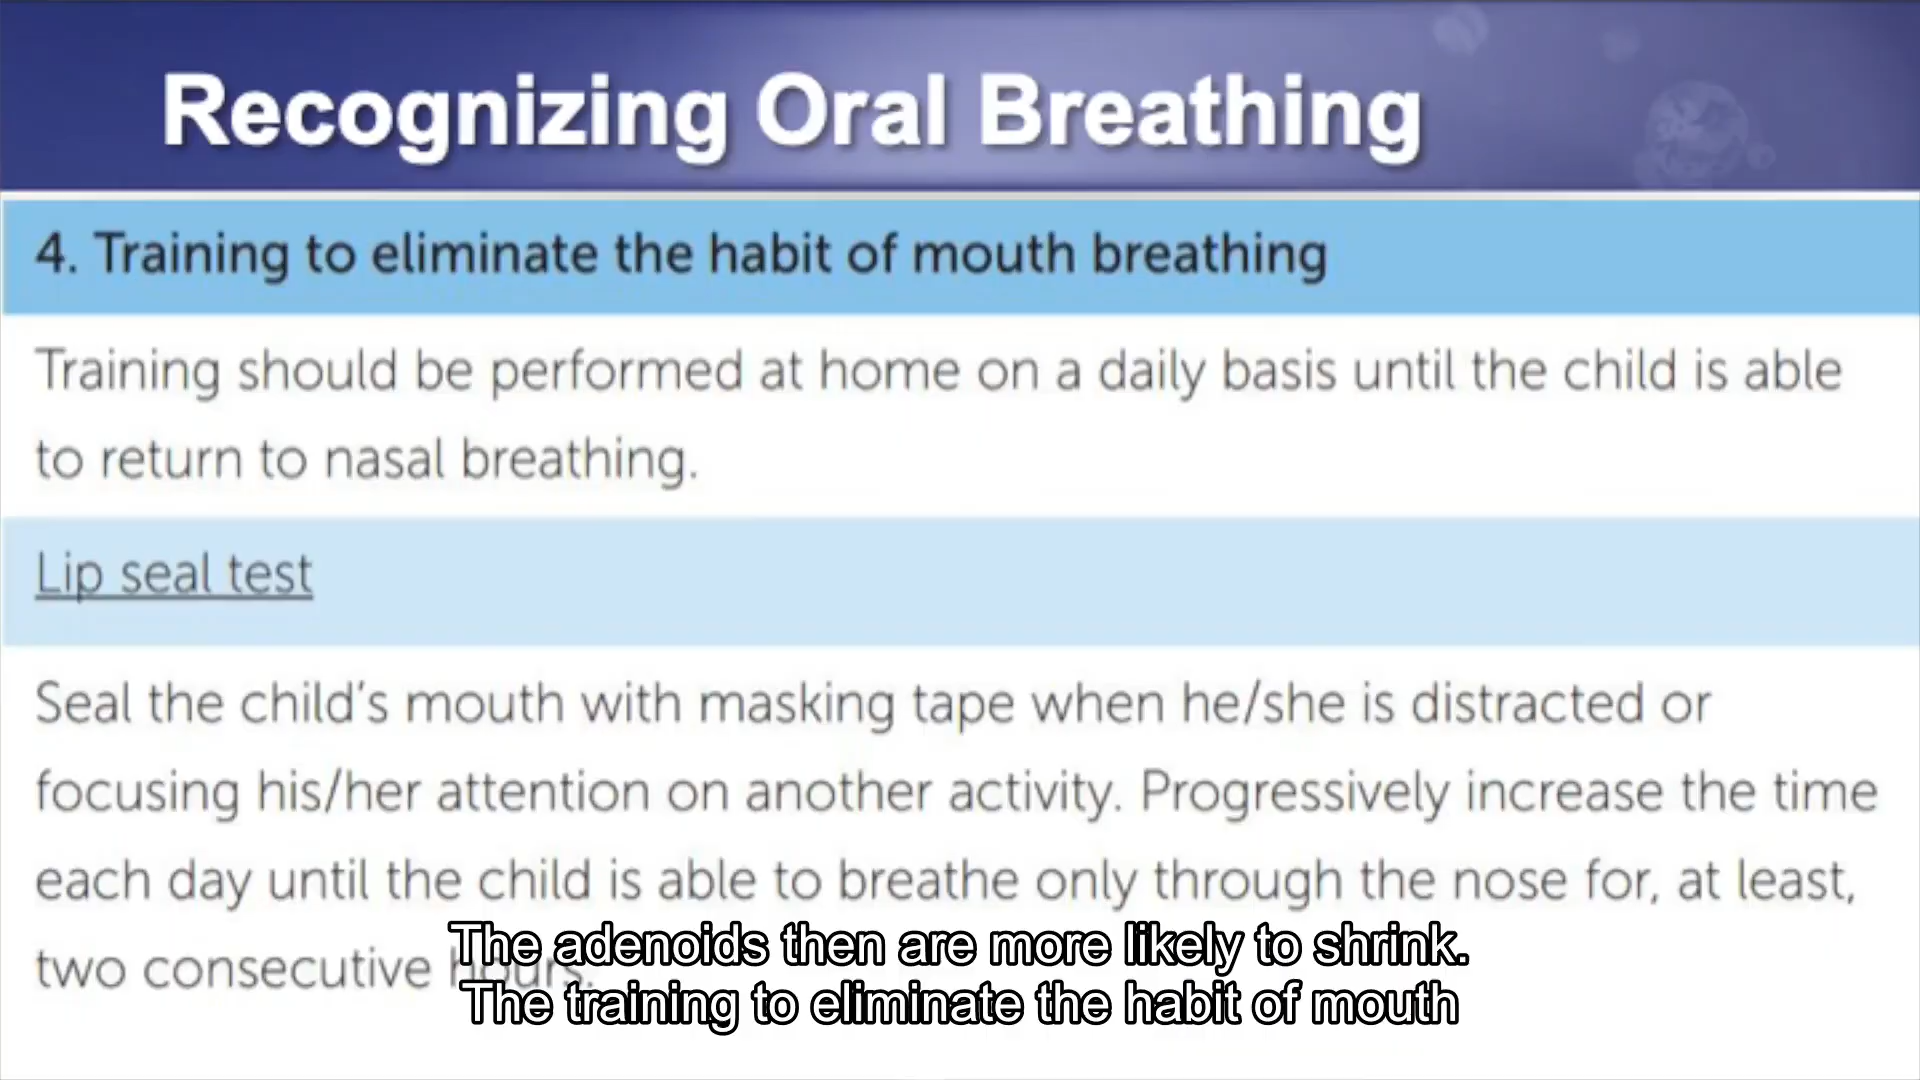 Recognizing Oral Breathing
4. Training to eliminate the habit of mouth breathing
Training should be performed at home on a daily basis until the child is able
to return to nasal breathing.
Lip seal test
Seal the child's mouth with masking tape when he/she is distracted or
focusing his/her attention on another activity. Progressively increase the time
each day until the child is able to breathe only through the nose for, at least,
two consecutive hours.
The adenoids then are more likely to shrink.
The training to eliminate the habit of mouth